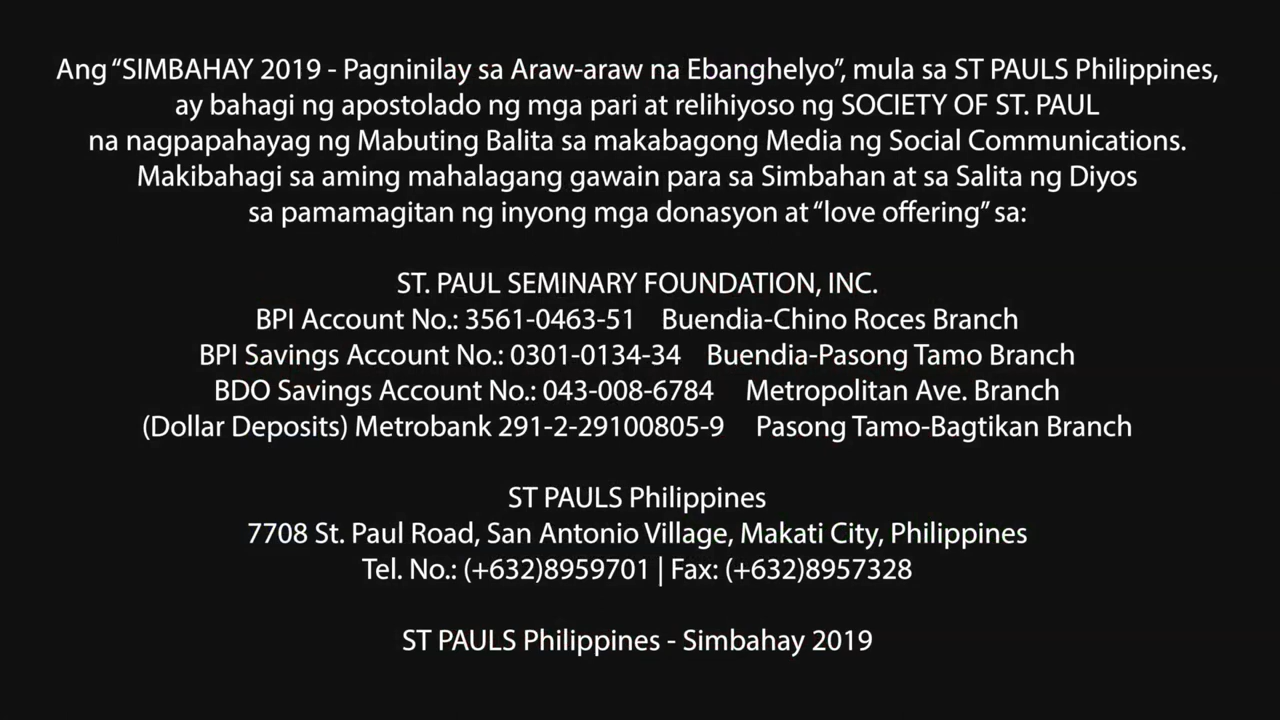 Ang “SIMBAHAY 2019 - Pagninilay sa Araw-araw na Ebanghelyo”, mula sa ST PAULS Philippines,
ay bahagi ng apostolado ng mga pari at relihiyoso ng SOCIETY OF ST. PAUL
na nagpapahayag ng Mabuting Balita sa makabagong Media ng Social Communications.
Makibahagi sa aming mahalagang gawain para sa Simbahan at sa Salita ng Diyos
sa pamamagitan ng inyong mga donasyon at “love offering” sa:
ST. PAUL SEMINARY FOUNDATION, INC.
BPI Account No.: 3561-0463-51 Buendia-Chino Roces Branch
BPI Savings Account No.: 0301-0134-34 Buendia-Pasong Tamo Branch
BDO Savings Account No.: 043-008-6784 Metropolitan Ave. Branch
(Dollar Deposits) Metrobank 291-2-29100805-9 Pasong Tamo-Bagtikan Branch
ST PAULS Philippines
7708 St. Paul Road, San Antonio Village, Makati City, Philippines
Tel. No.: (+632)8959701 | Fax: (+632)8957328
ST PAULS Philippines - Simbahay 2019